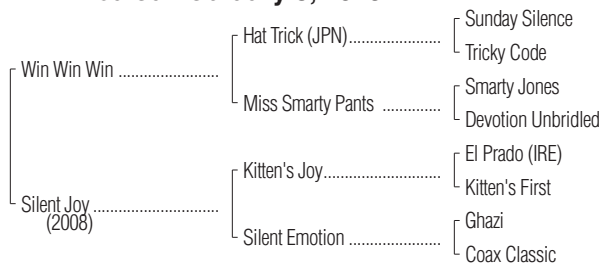 Sunday Silence
Hat Trick (JPN)
Tricky Code
Win Win Win
Smarty Jones
Miss Smarty Pants
Devotion Unbridled
El Prado (IRE)
Kitten's Joy
Kitten's First
Silent Joy
(2008)
Ghazi
Silent Emotion
Coax Classic